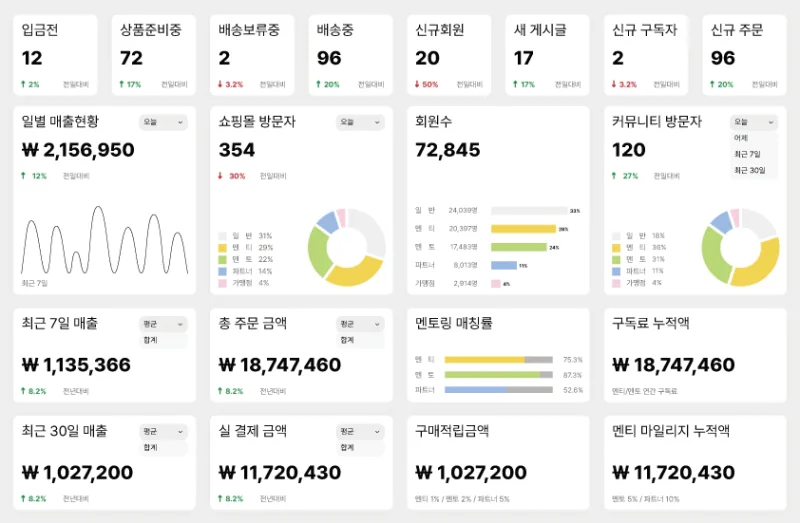 입금전
12
↑ 2% 전일대비
상품준비중
72
↑ 17% 전일대비
배송보류중
2
↓ 3.2% 전일대비
배송중
96
↑ 20% 전일대비
신규회원
20
↓ 50% 전일대비
새 게시글
17
↑ 17% 전일대비
신규 구독자
2
↓ 3.2% 전일대비
신규 주문
96
↑ 20% 전일대비
일별 매출현황 오늘
₩ 2,156,950
↑ 12% 전일대비
최근 7일
쇼핑몰 방문자 오늘
354
↓ 30% 전일대비
일 반 31%
멘 티 29%
멘 토 22%
파트너 14%
가맹점 4%
회원수
72,845
일 반 24,039명 33%
멘 티 20,397명 28%
멘 토 17,483명 24%
파트너 8,013명 11%
가맹점 2,914명 4%
커뮤니티 방문자 오늘
어제
120
최근 7일
최근 30일
↑ 27% 전일대비
일 반 18%
멘 티 36%
멘 토 31%
파트너 11%
가맹점 4%
최근 7일 매출 평균
합계
₩ 1,135,366
↑ 8.2% 전년대비
총 주문 금액 평균
합계
₩ 18,747,460
↑ 8.2% 전년대비
멘토링 매칭률
멘 티 75.3%
멘 토 87.3%
파트너 52.6%
구독료 누적액
₩ 18,747,460
멘티/멘토 연간 구독료
최근 30일 매출 평균
합계
₩ 1,027,200
↑ 8.2% 전년대비
실 결제 금액 평균
합계
₩ 11,720,430
↑ 8.2% 전년대비
구매적립금액
₩ 1,027,200
멘티 1% / 멘토 2% / 파트너 5%
멘티 마일리지 누적액
₩ 11,720,430
멘토 5% / 파트너 10%